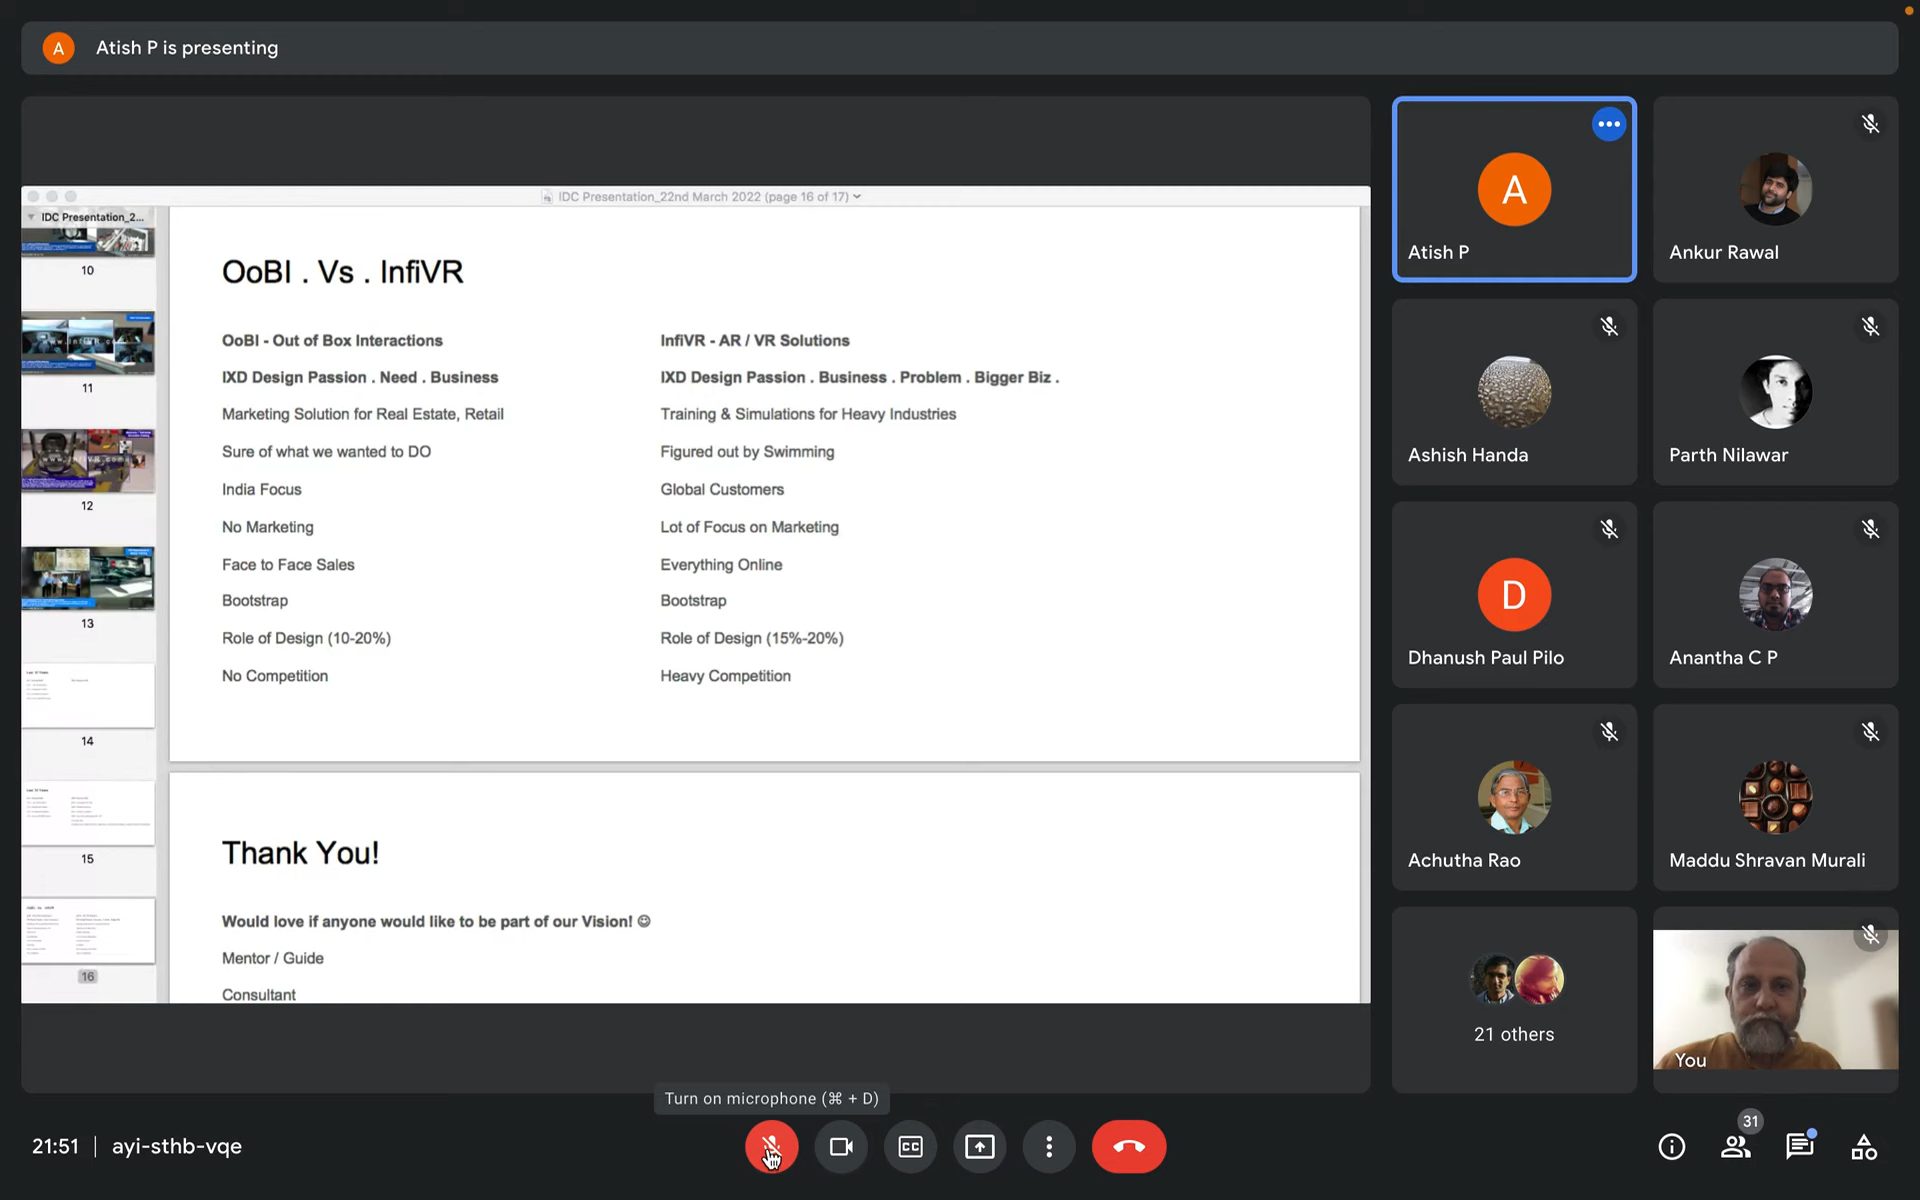 A Atish P is presenting
IDC Presentation_22nd March 2022 (page 16 of 17)
IDC Presentation_2...
10
11
12
13
14
15
16
OoBI . Vs . InfiVR
OoBI - Out of Box Interactions
IXD Design Passion . Need . Business
Marketing Solution for Real Estate, Retail
Sure of what we wanted to DO
India Focus
No Marketing
Face to Face Sales
Bootstrap
Role of Design (10-20%)
No Competition
InfiVR - AR / VR Solutions
IXD Design Passion . Business . Problem . Bigger Biz .
Training & Simulations for Heavy Industries
Figured out by Swimming
Global Customers
Lot of Focus on Marketing
Everything Online
Bootstrap
Role of Design (15%-20%)
Heavy Competition
Thank You!
Would love if anyone would like to be part of our Vision! ☺
Mentor / Guide
Consultant
A
Atish P
Ankur Rawal
Ashish Handa
Parth Nilawar
D
Dhanush Paul Pilo
Anantha C P
Achutha Rao
Maddu Shravan Murali
21 others
You
Turn on microphone (⌘ + D)
21:51 | ayi-sthb-vqe
CC
31